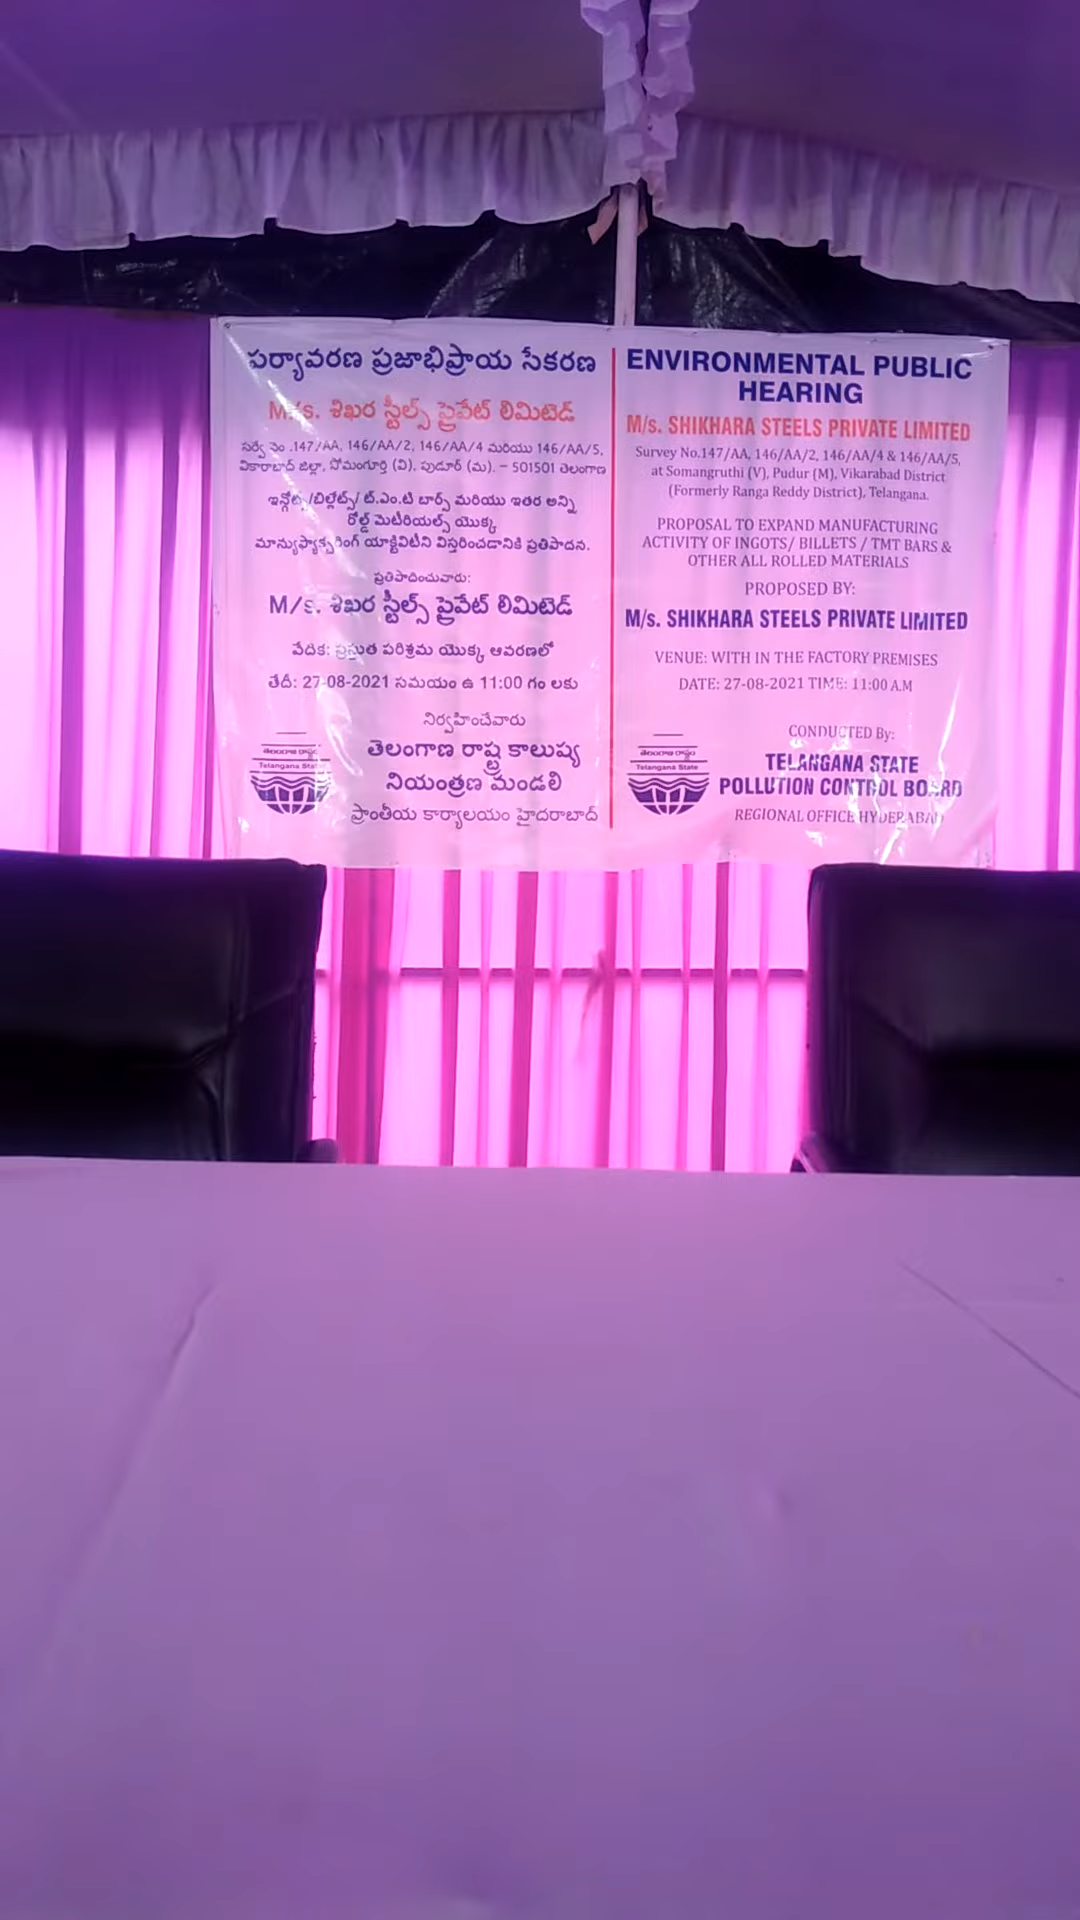 పర్యావరణ ప్రజాభిప్రాయ సేకరణ
M/s. శిఖర స్టీల్స్ ప్రైవేట్ లిమిటెడ్
సర్వే నెం .147/AA, 146/AA/2, 146/AA/4 మరియు 146/AA/5,
వికారాబాద్ జిల్లా, సోమంగుర్తి (వి), పుడూర్ (మ). – 501501 తెలంగాణ
ఇన్గోట్స్/బిల్లెట్స్/ టి.ఎం.టి బార్స్ మరియు ఇతర అన్ని
రోల్డ్ మెటీరియల్స్ యొక్క
మాన్యుఫ్యాక్చరింగ్ యాక్టివిటీని విస్తరించడానికి ప్రతిపాదన.
ప్రతిపాదించువారు:
M/s. శిఖర స్టీల్స్ ప్రైవేట్ లిమిటెడ్
వేదిక: ప్రస్తుత పరిశ్రమ యొక్క ఆవరణలో
తేదీ: 27-08-2021 సమయం ఉ 11:00 గం లకు
నిర్వహించేవారు
తెలంగాణ రాష్ట్ర కాలుష్య
నియంత్రణ మండలి
ప్రాంతీయ కార్యాలయం హైదరాబాద్
తెలంగాణ రాష్ట్రం
Telangana State
ENVIRONMENTAL PUBLIC
HEARING
M/s. SHIKHARA STEELS PRIVATE LIMITED
Survey No.147/AA, 146/AA/2, 146/AA/4 & 146/AA/5,
at Somangruthi (V), Pudur (M), Vikarabad District
(Formerly Ranga Reddy District), Telangana.
PROPOSAL TO EXPAND MANUFACTURING
ACTIVITY OF INGOTS/ BILLETS / TMT BARS &
OTHER ALL ROLLED MATERIALS
PROPOSED BY:
M/s. SHIKHARA STEELS PRIVATE LIMITED
VENUE: WITH IN THE FACTORY PREMISES
DATE: 27-08-2021 TIME: 11:00 A.M
CONDUCTED By:
TELANGANA STATE
POLLUTION CONTROL BOARD
REGIONAL OFFICE HYDERABAD
తెలంగాణ రాష్ట్రం
Telangana State